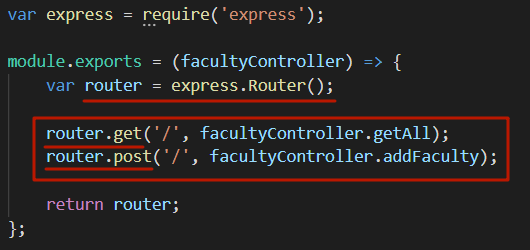 var express = require('express');
module.exports = (facultyController) => {
var router = express.Router();
router.get('/', facultyController.getAll);
router.post('/', facultyController.addFaculty);
return router;
};